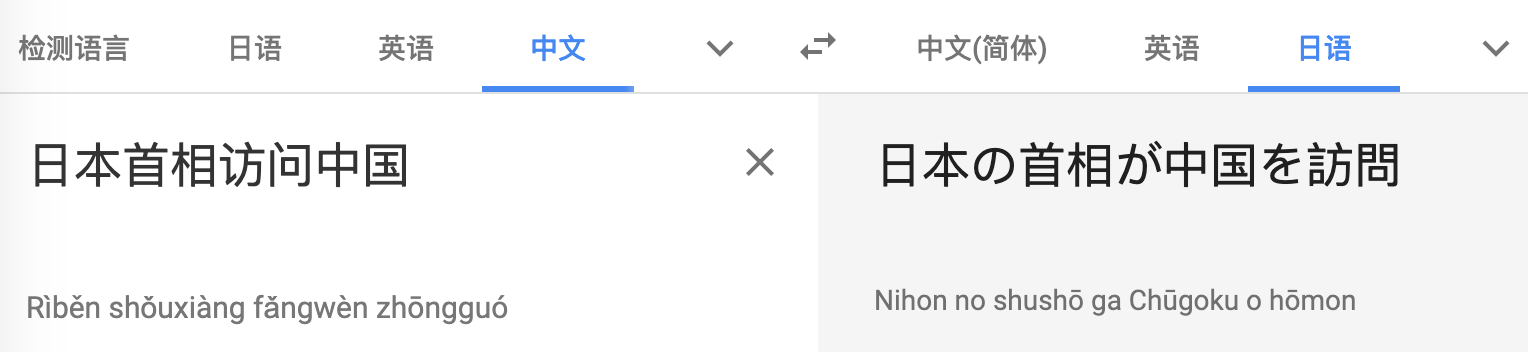 检测语言 日语 英语 中文 中文(简体) 英语 日语
日本首相访问中国
Rìběn shǒuxiàng fǎngwèn zhōngguó
日本の首相が中国を訪問
Nihon no shushō ga Chūgoku o hōmon